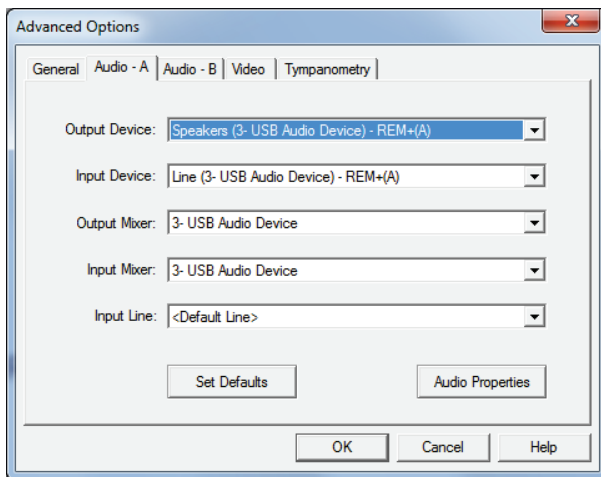 Advanced Options
General Audio - A Audio - B Video Tympanometry
Output Device: Speakers (3- USB Audio Device) - REM+(A)
Input Device: Line (3- USB Audio Device) - REM+(A)
Output Mixer: 3- USB Audio Device
Input Mixer: 3- USB Audio Device
Input Line: <Default Line>
Set Defaults Audio Properties
OK Cancel Help